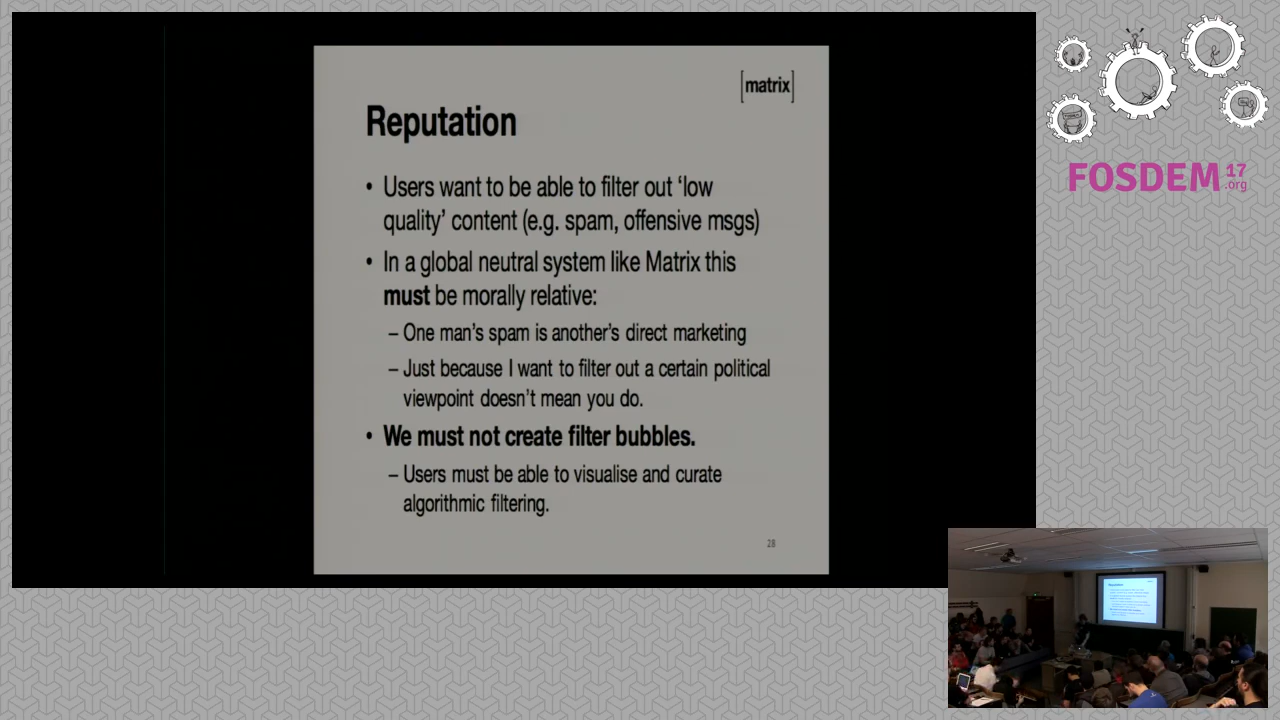 [matrix]
Reputation
• Users want to be able to filter out ‘low
quality’ content (e.g. spam, offensive msgs)
• In a global neutral system like Matrix this
must be morally relative:
– One man’s spam is another’s direct marketing
– Just because I want to filter out a certain political
viewpoint doesn’t mean you do.
• We must not create filter bubbles.
– Users must be able to visualise and curate
algorithmic filtering.
28
FOSDEM 17
.org
Reputation